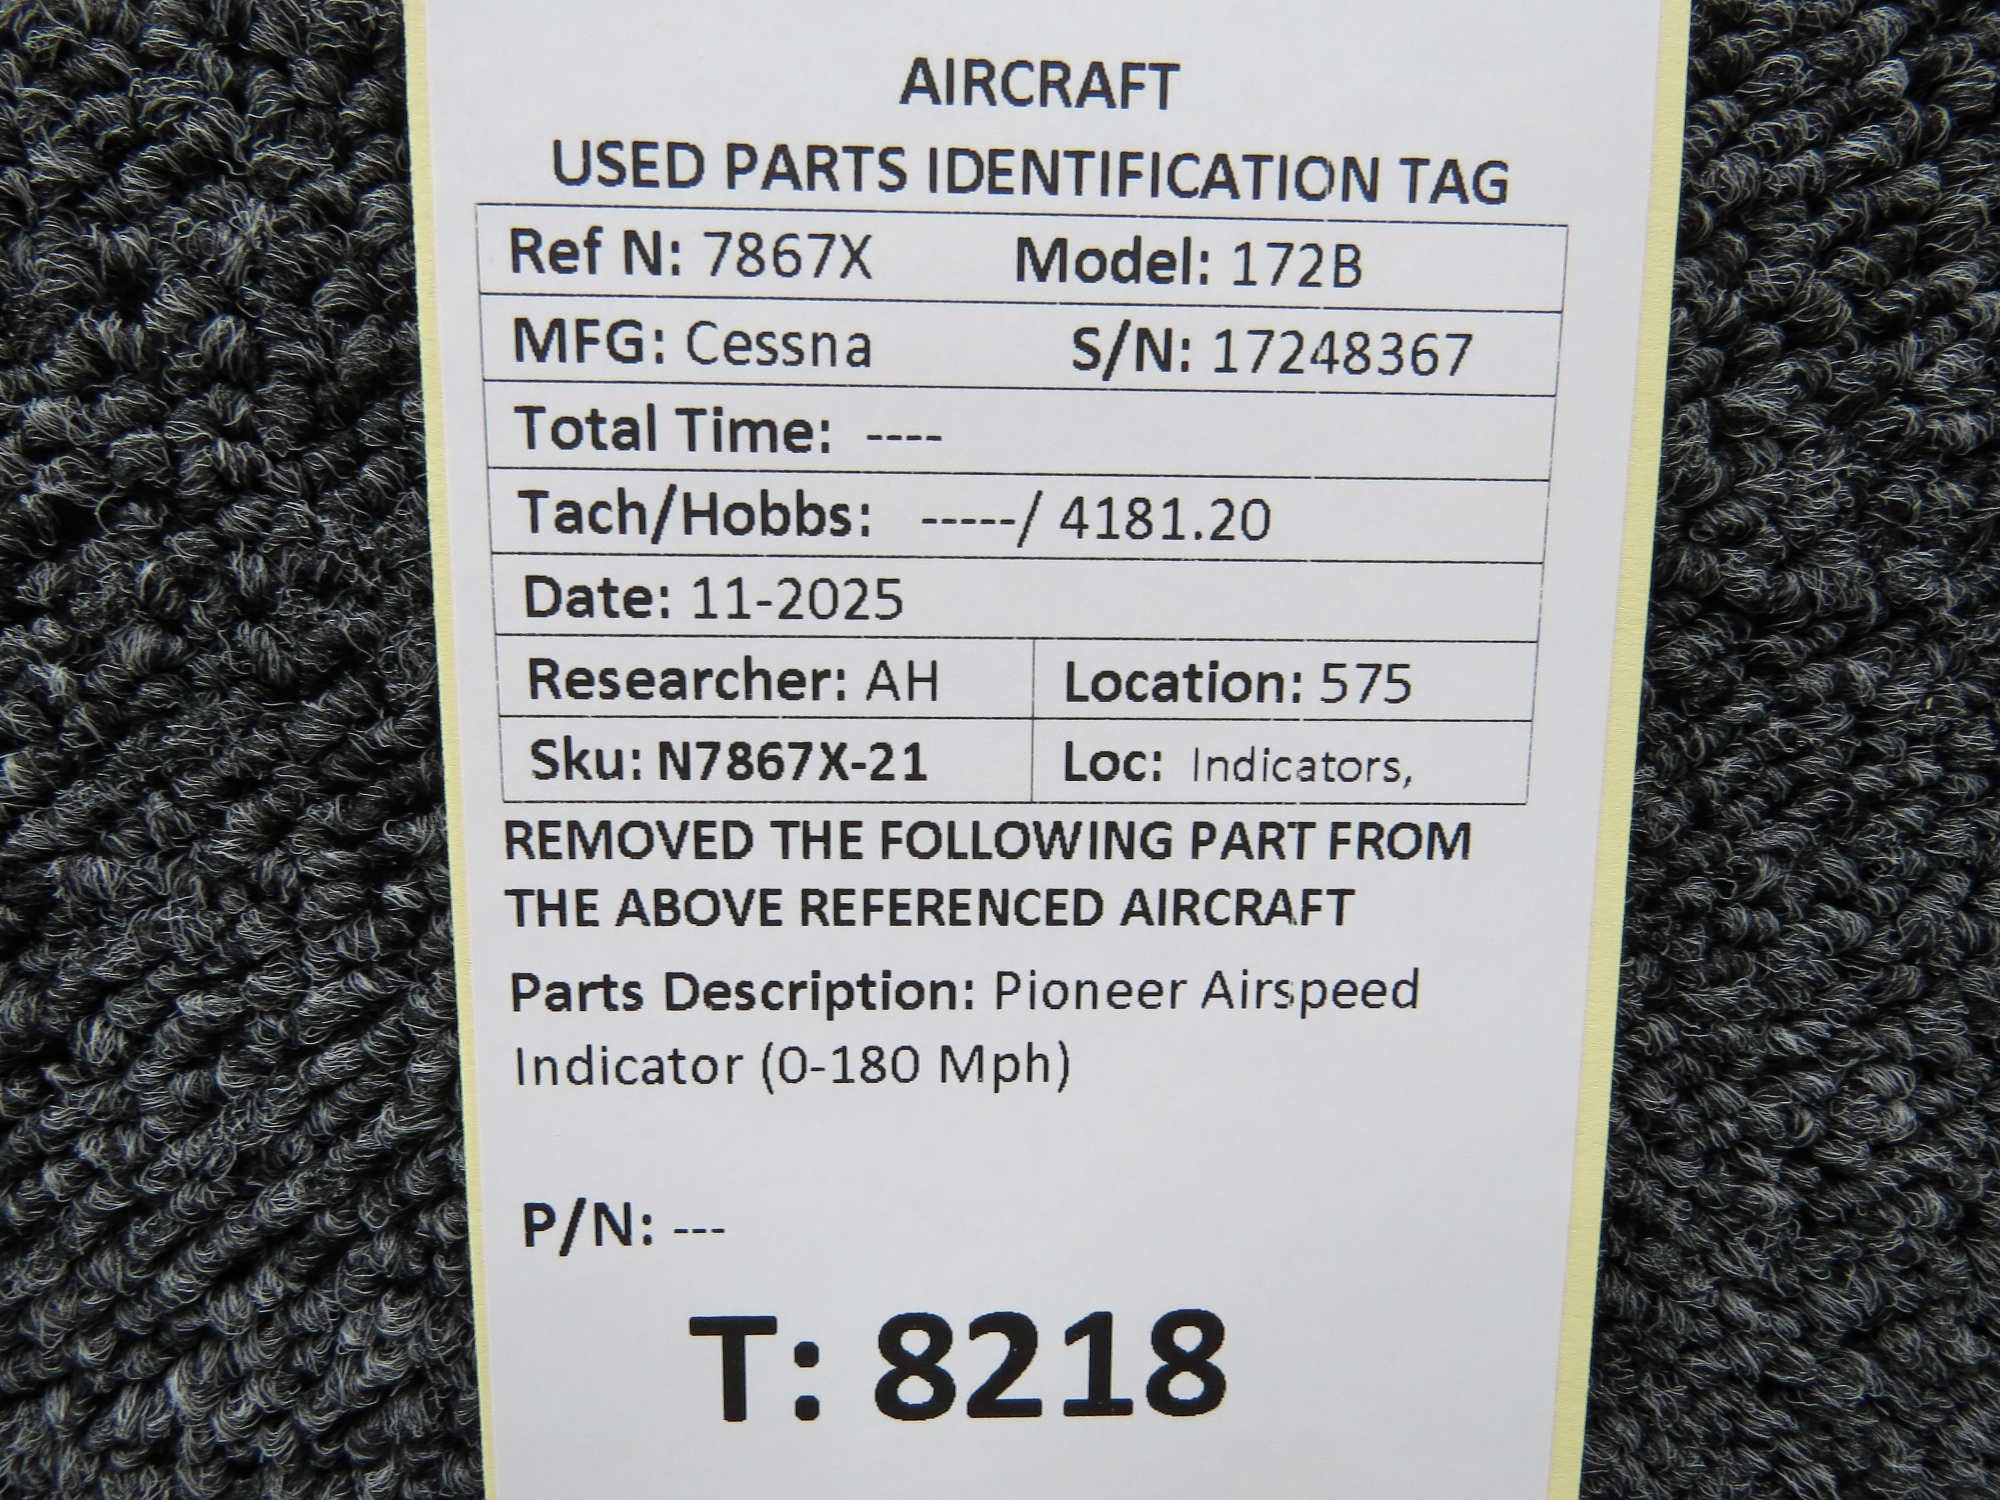 AIRCRAFT
USED PARTS IDENTIFICATION TAG
Ref N: 7867X Model: 172B
MFG: Cessna S/N: 17248367
Total Time: ----
Tach/Hobbs: -----/ 4181.20
Date: 11-2025
Researcher: AH Location: 575
Sku: N7867X-21 Loc: Indicators,
REMOVED THE FOLLOWING PART FROM
THE ABOVE REFERENCED AIRCRAFT
Parts Description: Pioneer Airspeed
Indicator (0-180 Mph)
P/N: ---
T: 8218